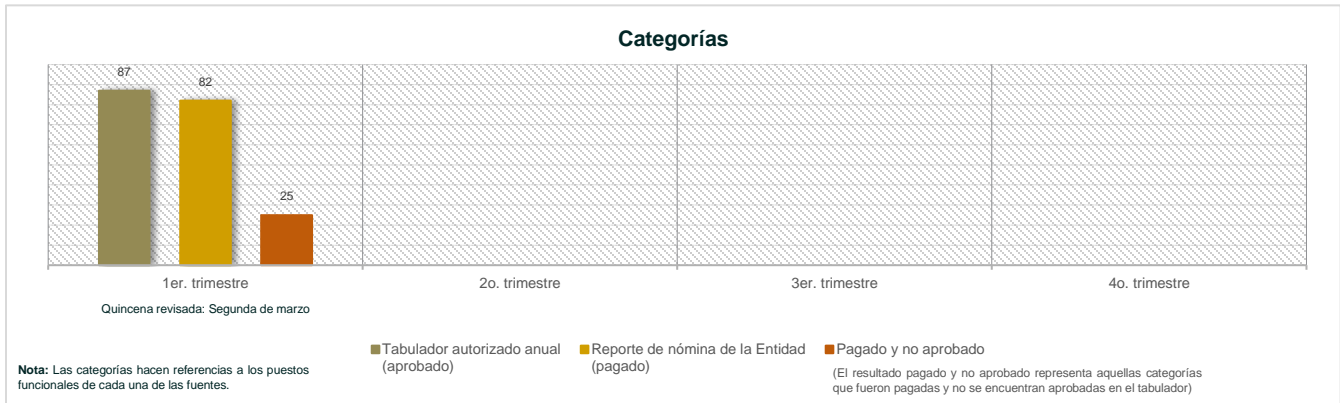 Categorías
87
82
25
1er. trimestre
2o. trimestre
3er. trimestre
4o. trimestre
Quincena revisada: Segunda de marzo
Tabulador autorizado anual
(aprobado)
Reporte de nómina de la Entidad
(pagado)
Pagado y no aprobado
(El resultado pagado y no aprobado representa aquellas categorías
que fueron pagadas y no se encuentran aprobadas en el tabulador)
Nota: Las categorías hacen referencias a los puestos
funcionales de cada una de las fuentes.